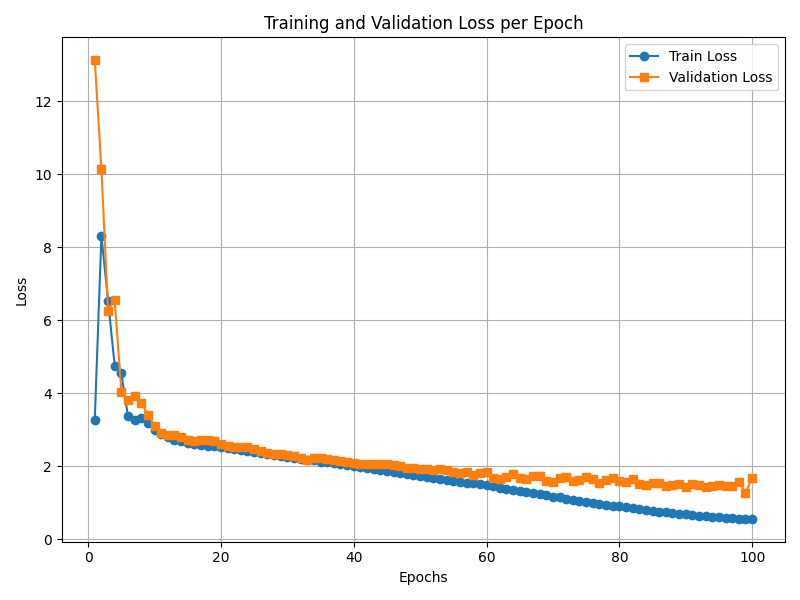 Training and Validation Loss per Epoch
Train Loss
Validation Loss
12
10
8
6
4
2
0
Loss
0 20 40 60 80 100
Epochs